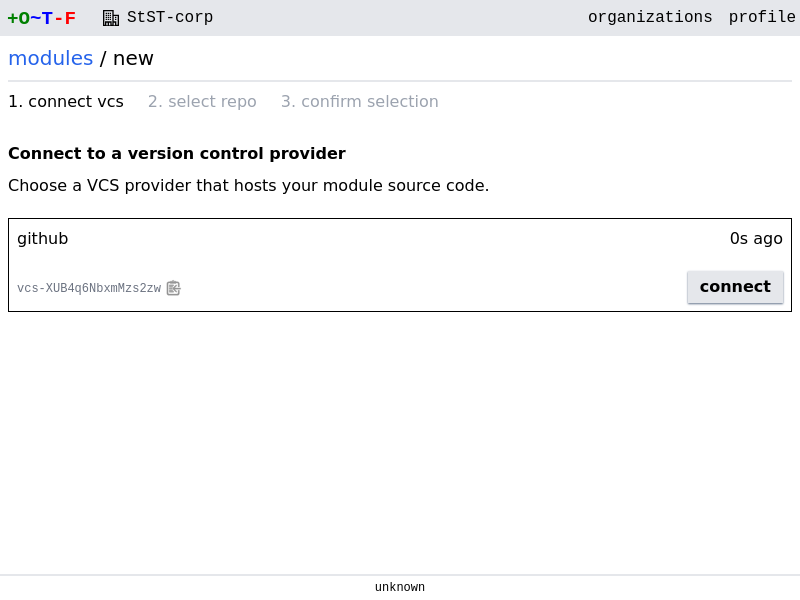 +O~T-F StST-corp organizations profile
modules / new
1. connect vcs 2. select repo 3. confirm selection
Connect to a version control provider
Choose a VCS provider that hosts your module source code.
github 0s ago
vcs-XUB4q6NbxmMzs2zw connect
unknown